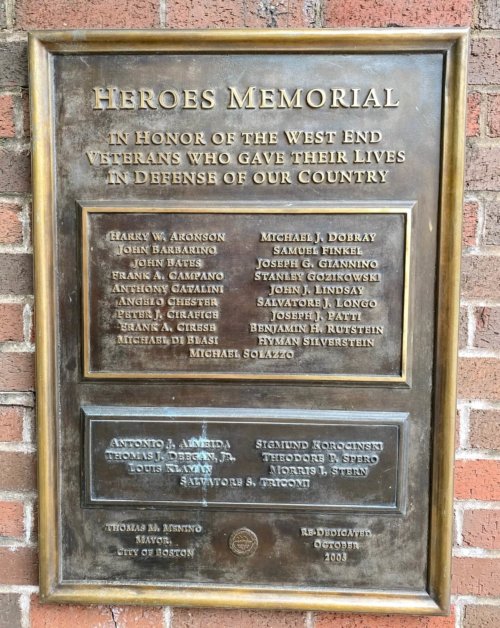 HEROES MEMORIAL
IN HONOR OF THE WEST END
VETERANS WHO GAVE THEIR LIVES
IN DEFENSE OF OUR COUNTRY
HARRY W. ARONSON
JOHN BARBARINO
JOHN BATES
FRANK A. CAMPANO
ANTHONY CATALINI
ANGELO CHESTER
PETER J. CIRAFICE
FRANK A. CIRESE
MICHAEL DI BLASI
MICHAEL J. DOBRAY
SAMUEL FINKEL
JOSEPH G. GIANNINO
STANLEY GOZIKOWSKI
JOHN J. LINDSAY
SALVATORE J. LONGO
JOSEPH J. PATTI
BENJAMIN H. RUTSTEIN
HYMAN SILVERSTEIN
MICHAEL SOLAZZO
ANTONIO J. ALMEIDA
THOMAS J. DEEGAN, JR.
LOUIS KLAMAN
SIGMUND KOROCINSKI
THEODORE P. SPERO
MORRIS I. STERN
SALVATORE S. TRICOMI
THOMAS M. MENINO
MAYOR,
CITY OF BOSTON
RE-DEDICATED
OCTOBER
2003